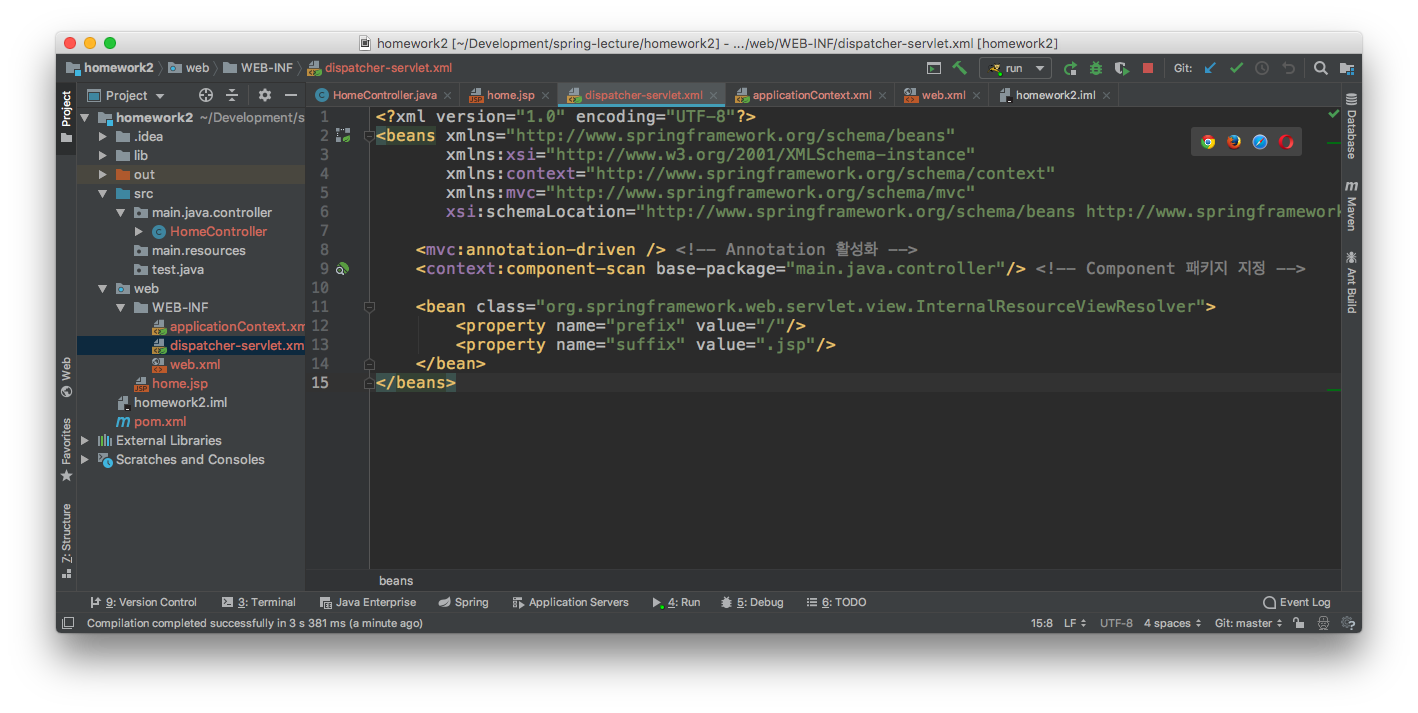 homework2 [~/Development/spring-lecture/homework2] - .../web/WEB-INF/dispatcher-servlet.xml [homework2]
homework2 web WEB-INF dispatcher-servlet.xml run Git:
Project HomeController.java home.jsp dispatcher-servlet.xml applicationContext.xml web.xml homework2.iml
Project
Web
Favorites
Z: Structure
homework2 ~/Development/s
.idea
lib
out
src
main.java.controller
HomeController
main.resources
test.java
web
WEB-INF
applicationContext.xm
dispatcher-servlet.xm
web.xml
home.jsp
homework2.iml
pom.xml
External Libraries
Scratches and Consoles
1 <?xml version="1.0" encoding="UTF-8"?>
2 <beans xmlns="http://www.springframework.org/schema/beans"
3 xmlns:xsi="http://www.w3.org/2001/XMLSchema-instance"
4 xmlns:context="http://www.springframework.org/schema/context"
5 xmlns:mvc="http://www.springframework.org/schema/mvc"
6 xsi:schemaLocation="http://www.springframework.org/schema/beans http://www.springframework
7
8 <mvc:annotation-driven /> <!-- Annotation 활성화 -->
9 <context:component-scan base-package="main.java.controller"/> <!-- Component 패키지 지정 -->
10
11 <bean class="org.springframework.web.servlet.view.InternalResourceViewResolver">
12 <property name="prefix" value="/"/>
13 <property name="suffix" value=".jsp"/>
14 </bean>
15 </beans>
Database
Maven
Ant Build
beans
9: Version Control 3: Terminal Java Enterprise Spring Application Servers 4: Run 5: Debug 6: TODO Event Log
Compilation completed successfully in 3 s 381 ms (a minute ago) 15:8 LF UTF-8 4 spaces Git: master